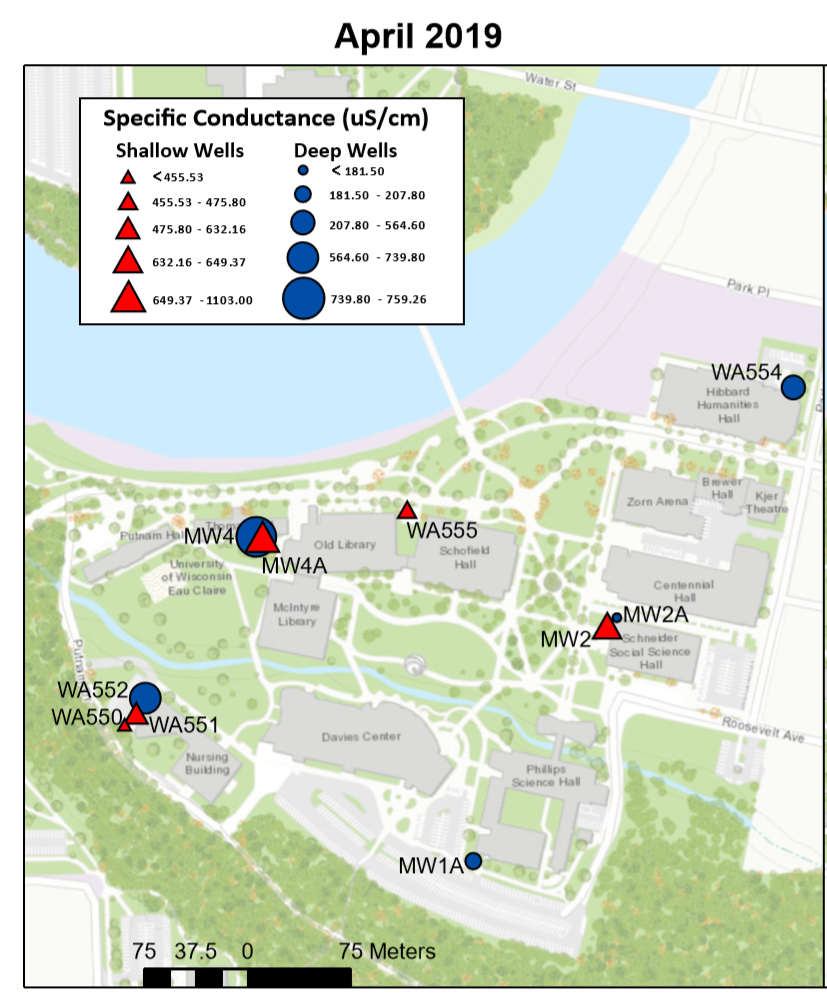 April 2019
Water St
Specific Conductance (uS/cm)
Shallow Wells
Deep Wells
<455.53
< 181.50
455.53 - 475.80
181.50 - 207.80
475.80 - 632.16
207.80 - 564.60
632.16 - 649.37
564.60 - 739.80
649.37 - 1103.00
739.80 - 759.26
Park Pl
WA554
Hibbard
Humanities
Hall
Zorn Arena
Brewer
Hall
Kjer
Theatre
WA555
MW4
Putnam
Old Library
Schofield
Hall
MW4A
University
of Wisconsin
Eau Claire
Centennial
Hall
McIntyre
Library
MW2A
MW2
Schneider
Social Science
Hall
WA552
WA550
WA551
Roosevelt Ave
Davies Center
Nursing
Building
Phillips
Science Hall
MW1A
75 37.5 0 75 Meters